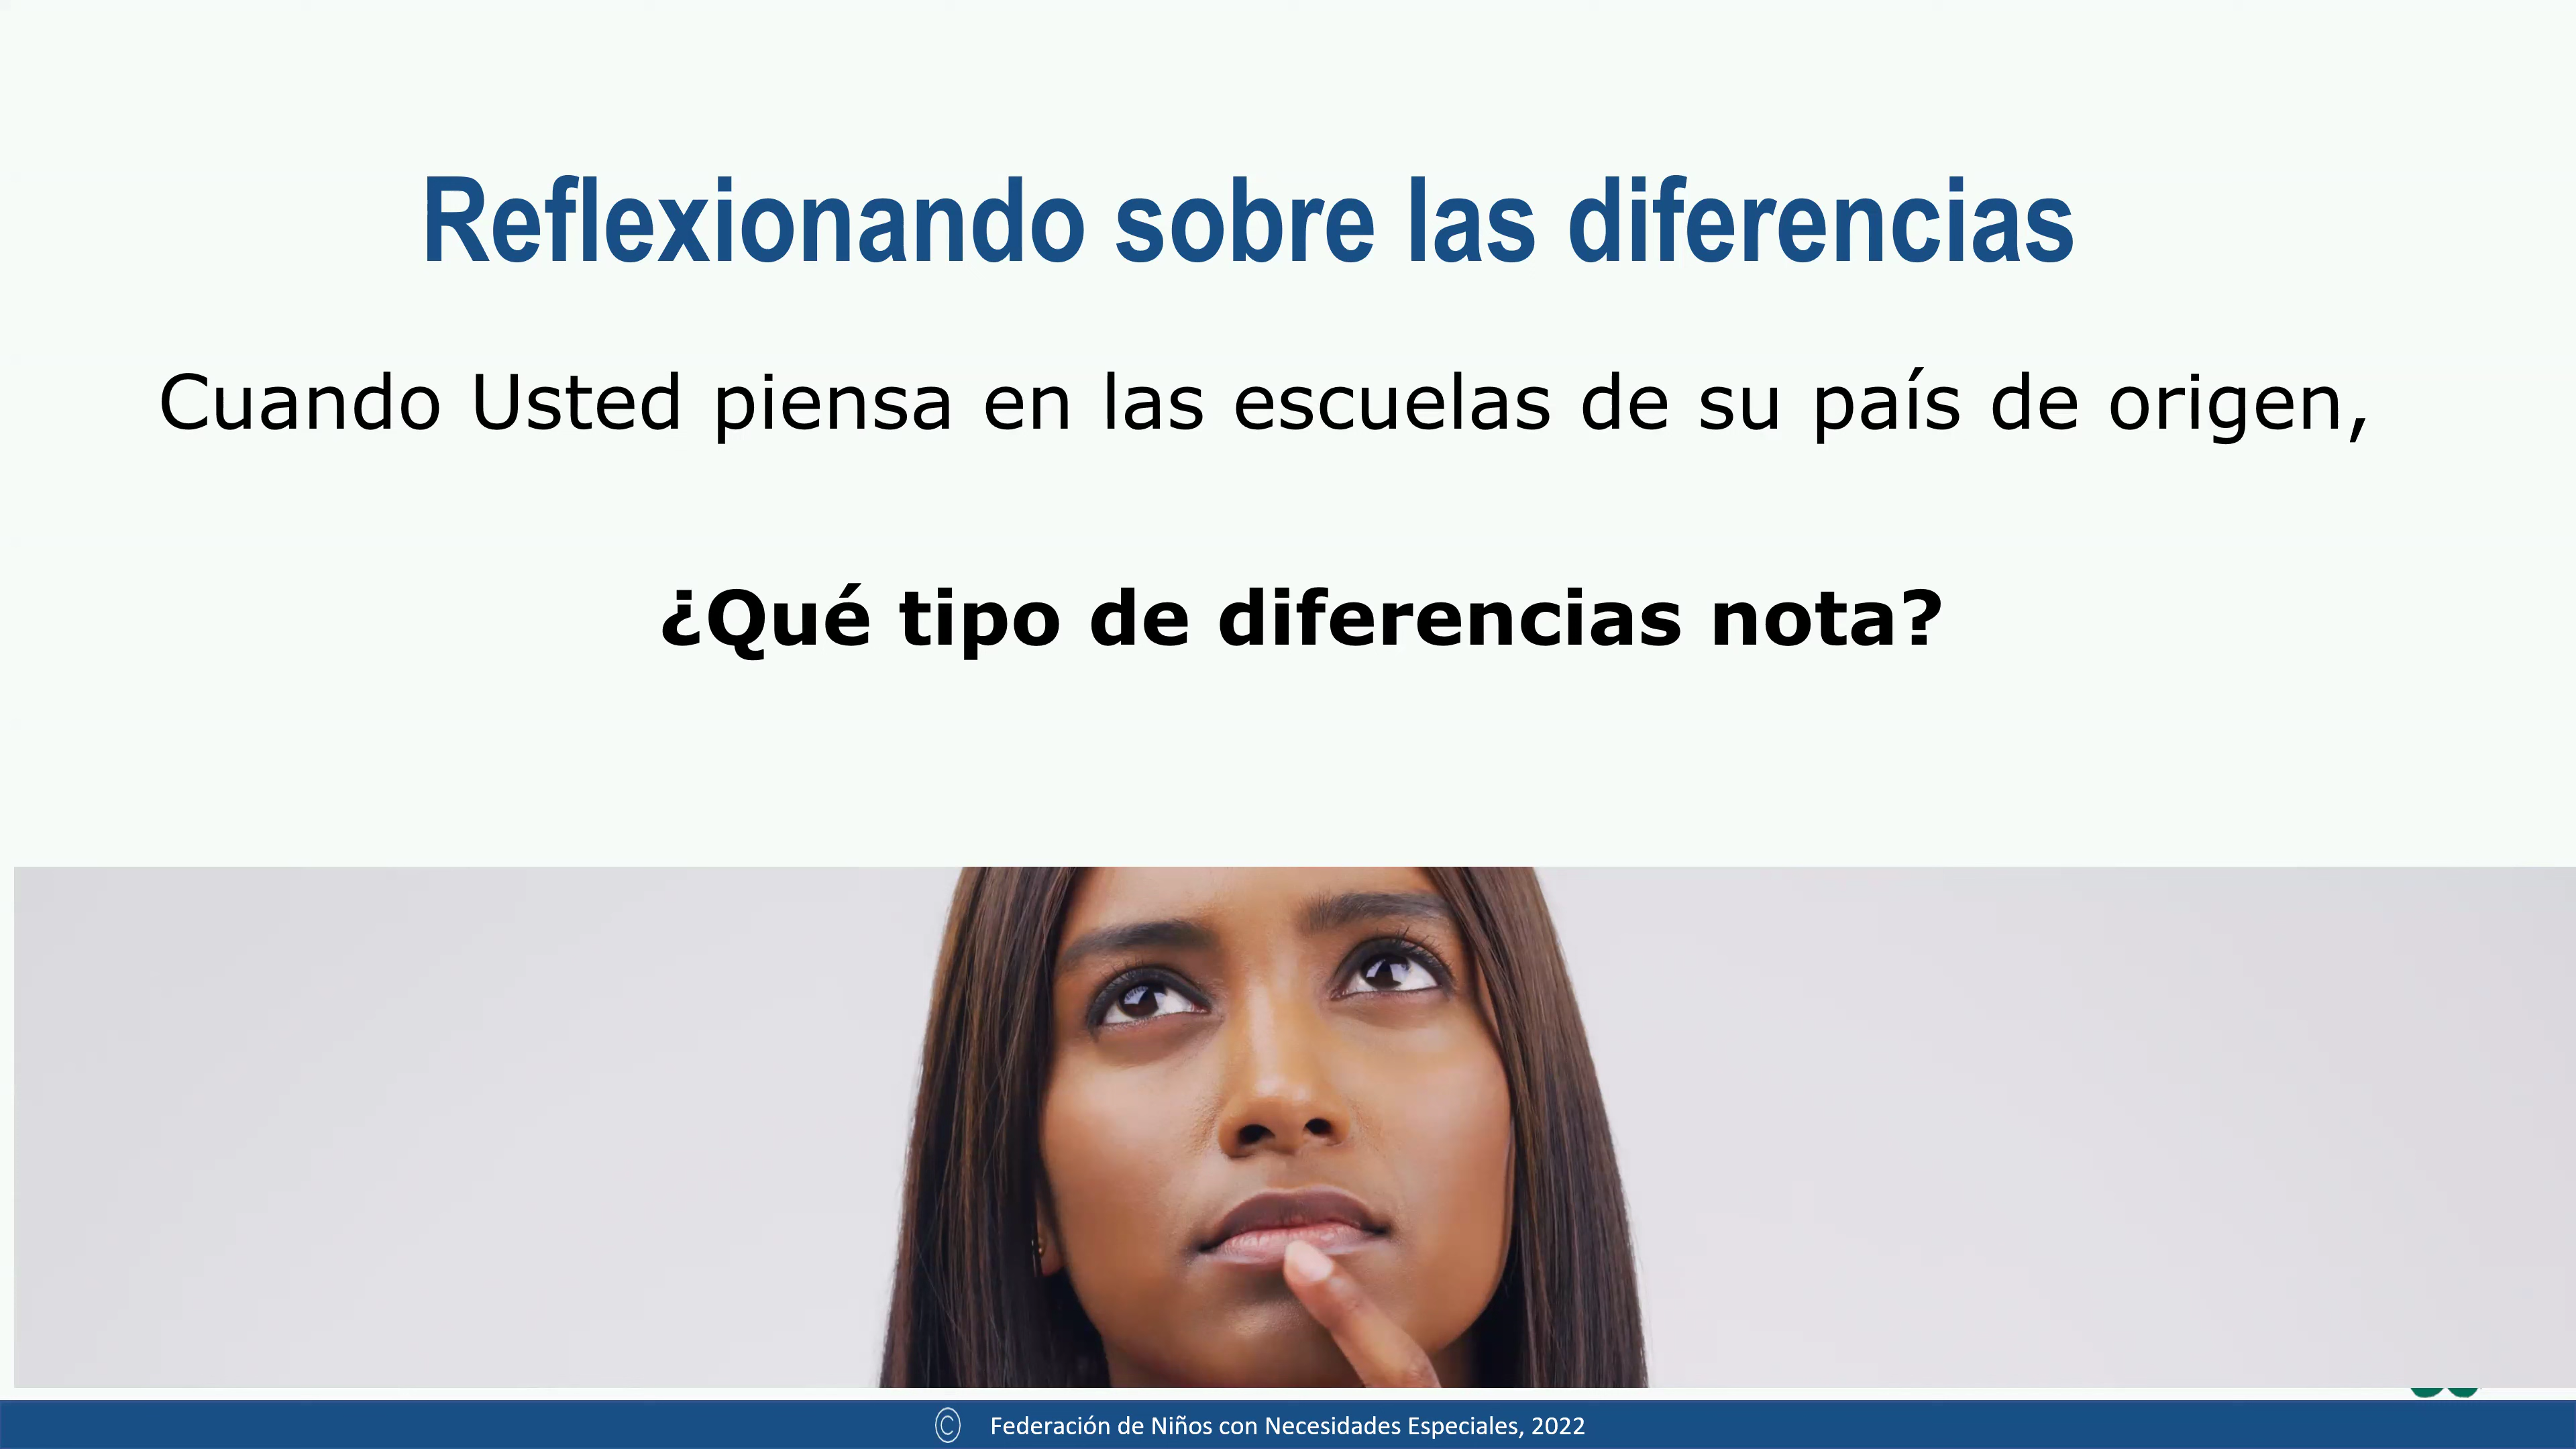 Reflexionando sobre las diferencias
Cuando Usted piensa en las escuelas de su país de origen,
¿Qué tipo de diferencias nota?
© Federación de Niños con Necesidades Especiales, 2022